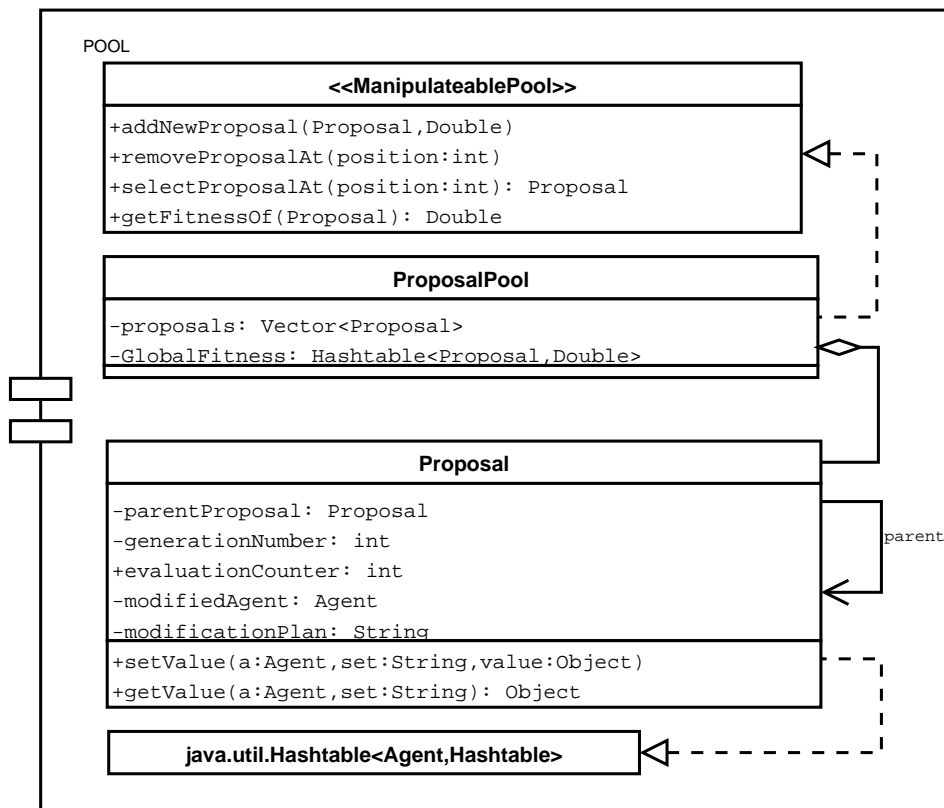 POOL
<<ManipulateablePool>>
+addNewProposal(Proposal,Double)
+removeProposalAt(position:int)
+selectProposalAt(position:int): Proposal
+getFitnessOf(Proposal): Double
ProposalPool
-proposals: Vector<Proposal>
-GlobalFitness: Hashtable<Proposal,Double>
Proposal
-parentProposal: Proposal
-generationNumber: int
+evaluationCounter: int
-modifiedAgent: Agent
-modificationPlan: String
parent
+setValue(a:Agent,set:String,value:Object)
+getValue(a:Agent,set:String): Object
java.util.Hashtable<Agent,Hashtable>